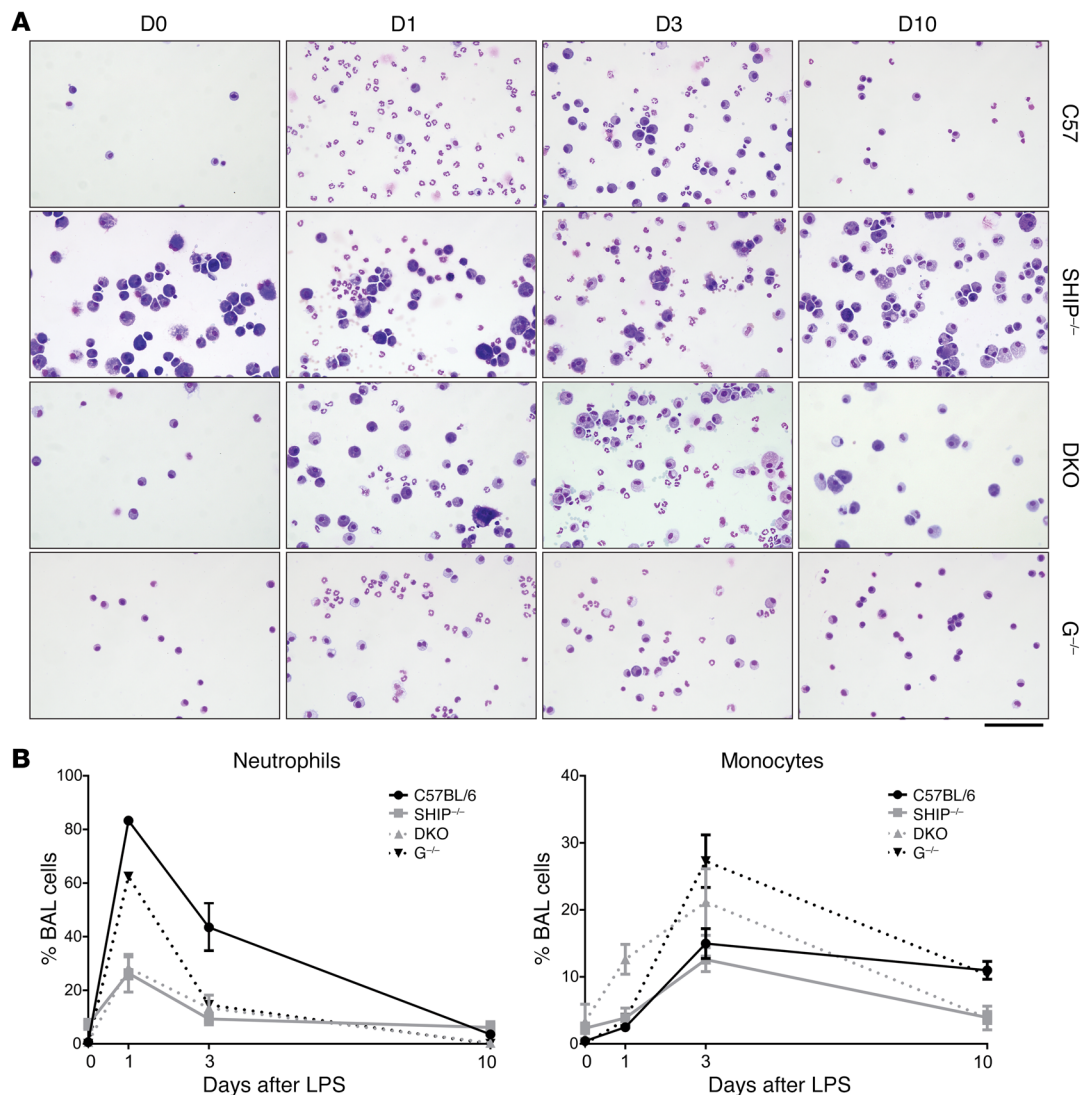 A
D0 D1 D3 D10
C57
SHIP⁻/⁻
DKO
G⁻/⁻
B
Neutrophils
% BAL cells
100
80
60
40
20
0
0 1 3 10
Days after LPS
C57BL/6
SHIP⁻/⁻
DKO
G⁻/⁻
Monocytes
% BAL cells
40
30
20
10
0
0 1 3 10
Days after LPS
C57BL/6
SHIP⁻/⁻
DKO
G⁻/⁻